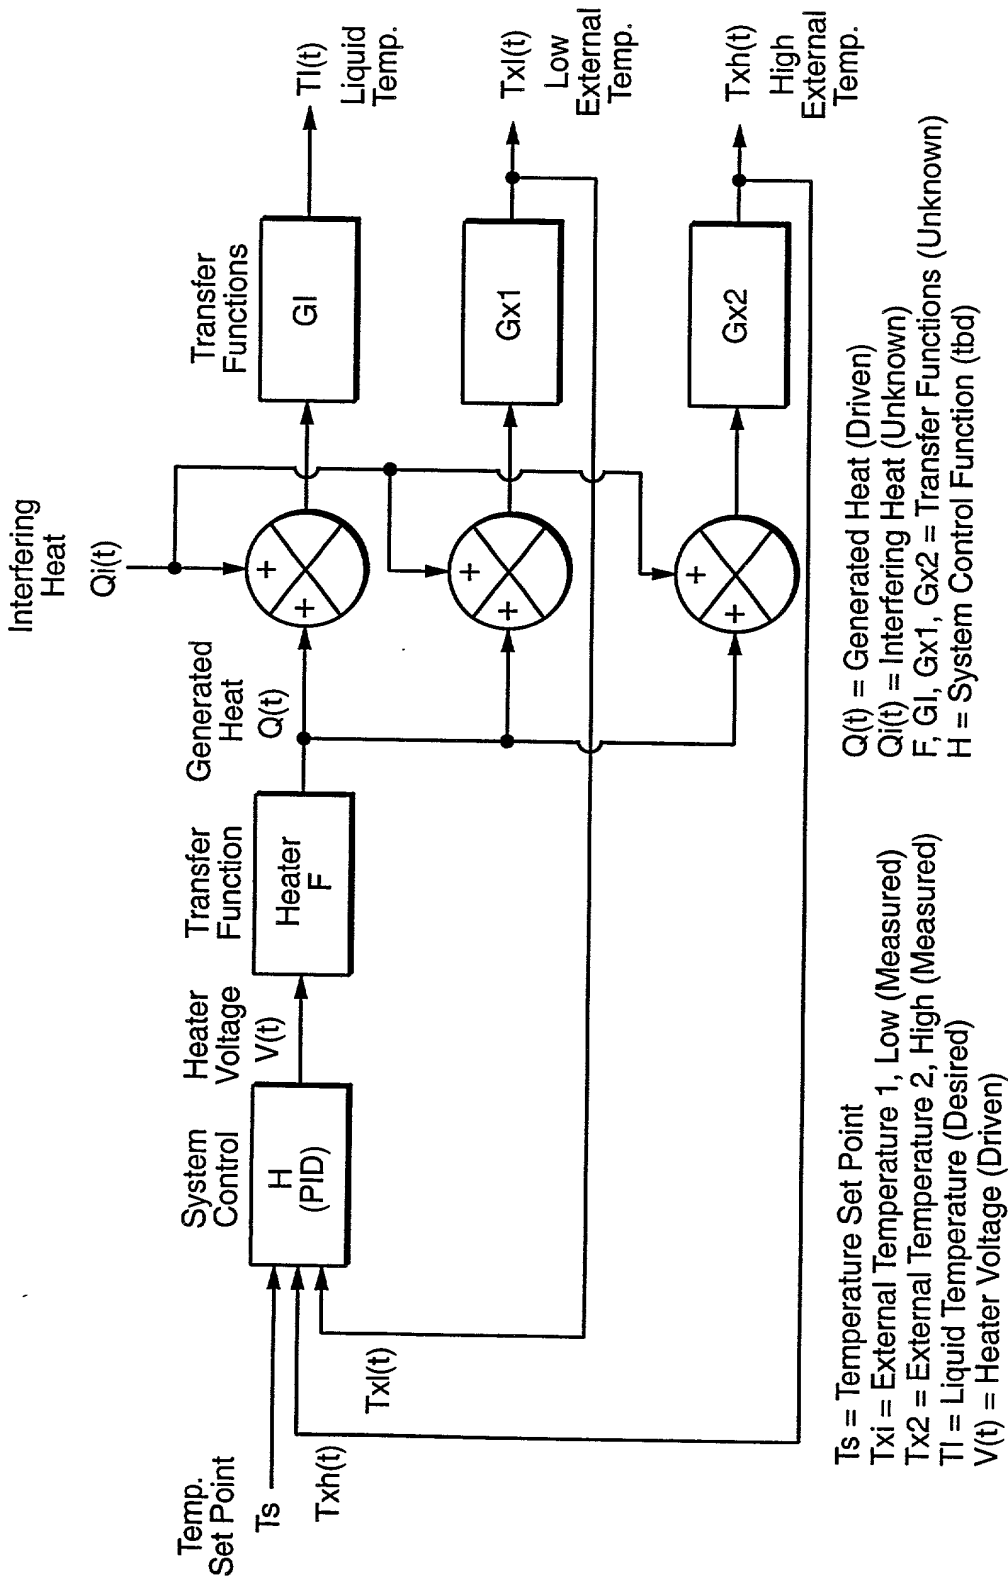 Interfering
Heat
Qi(t)
Temp.
Set Point
Ts
Txh(t)
Txl(t)
System
Control
H
(PID)
Heater
Voltage
V(t)
Transfer
Function
Heater
F
Generated
Heat
Q(t)
+
+
+
+
+
+
Transfer
Functions
Gl
Gx1
Gx2
Tl(t)
Liquid
Temp.
Txl(t)
Low
External
Temp.
Txh(t)
High
External
Temp.
Ts = Temperature Set Point
Txi = External Temperature 1, Low (Measured)
Tx2 = External Temperature 2, High (Measured)
Tl = Liquid Temperature (Desired)
V(t) = Heater Voltage (Driven)
Q(t) = Generated Heat (Driven)
Qi(t) = Interfering Heat (Unknown)
F, Gl, Gx1, Gx2 = Transfer Functions (Unknown)
H = System Control Function (tbd)